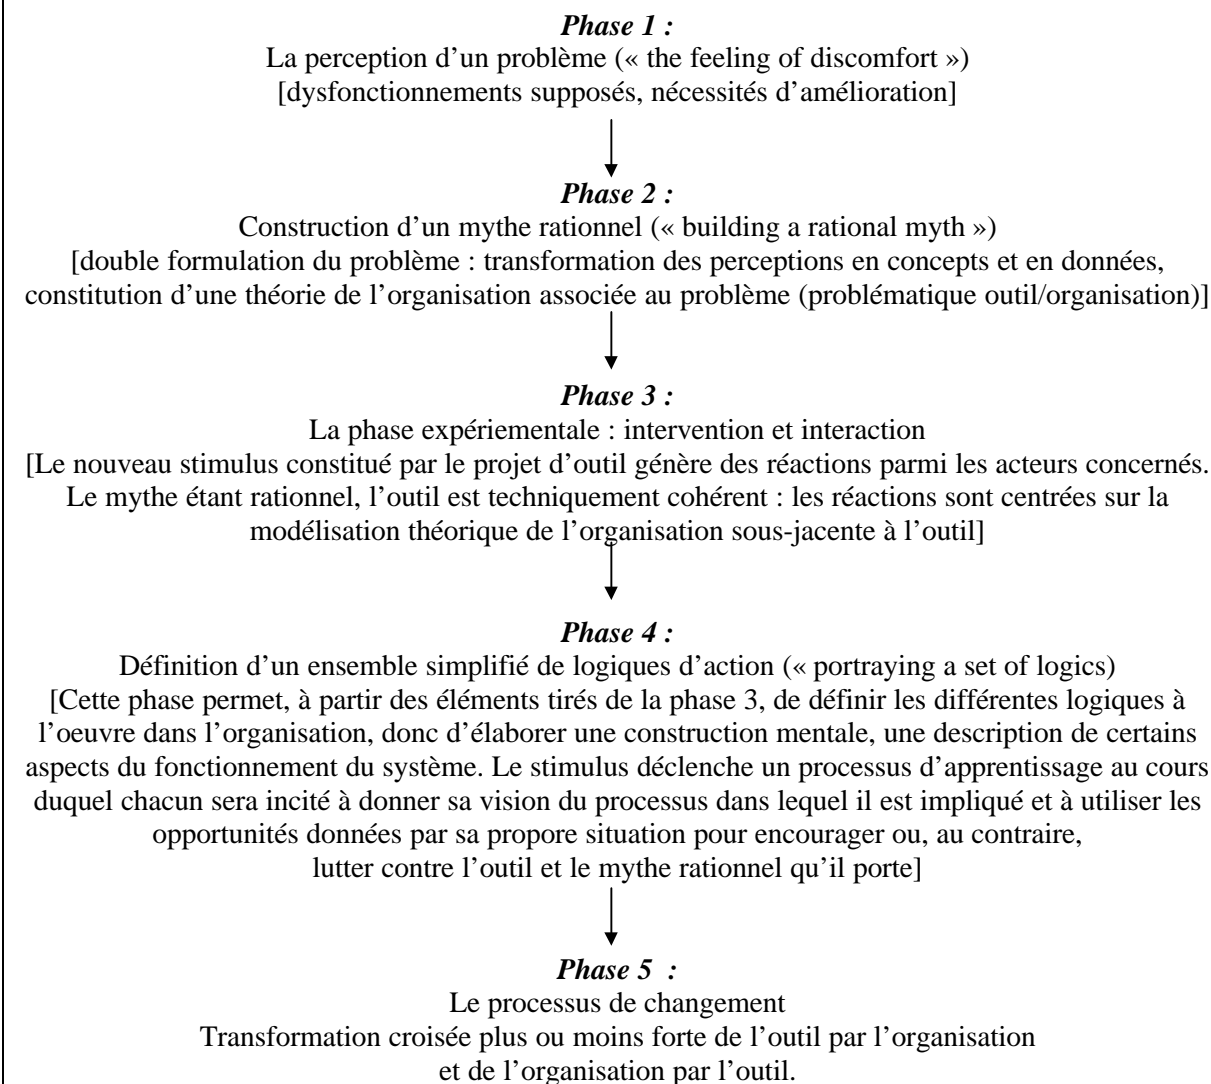 Phase 1 :
La perception d’un problème (« the feeling of discomfort »)
[dysfonctionnements supposés, nécessités d’amélioration]
Phase 2 :
Construction d’un mythe rationnel (« building a rational myth »)
[double formulation du problème : transformation des perceptions en concepts et en données,
constitution d’une théorie de l’organisation associée au problème (problématique outil/organisation)]
Phase 3 :
La phase expériementale : intervention et interaction
[Le nouveau stimulus constitué par le projet d’outil génère des réactions parmi les acteurs concernés.
Le mythe étant rationnel, l’outil est techniquement cohérent : les réactions sont centrées sur la
modélisation théorique de l’organisation sous-jacente à l’outil]
Phase 4 :
Définition d’un ensemble simplifié de logiques d’action (« portraying a set of logics)
[Cette phase permet, à partir des éléments tirés de la phase 3, de définir les différentes logiques à
l’oeuvre dans l’organisation, donc d’élaborer une construction mentale, une description de certains
aspects du fonctionnement du système. Le stimulus déclenche un processus d’apprentissage au cours
duquel chacun sera incité à donner sa vision du processus dans lequel il est impliqué et à utiliser les
opportunités données par sa propore situation pour encourager ou, au contraire,
lutter contre l’outil et le mythe rationnel qu’il porte]
Phase 5 :
Le processus de changement
Transformation croisée plus ou moins forte de l’outil par l’organisation
et de l’organisation par l’outil.